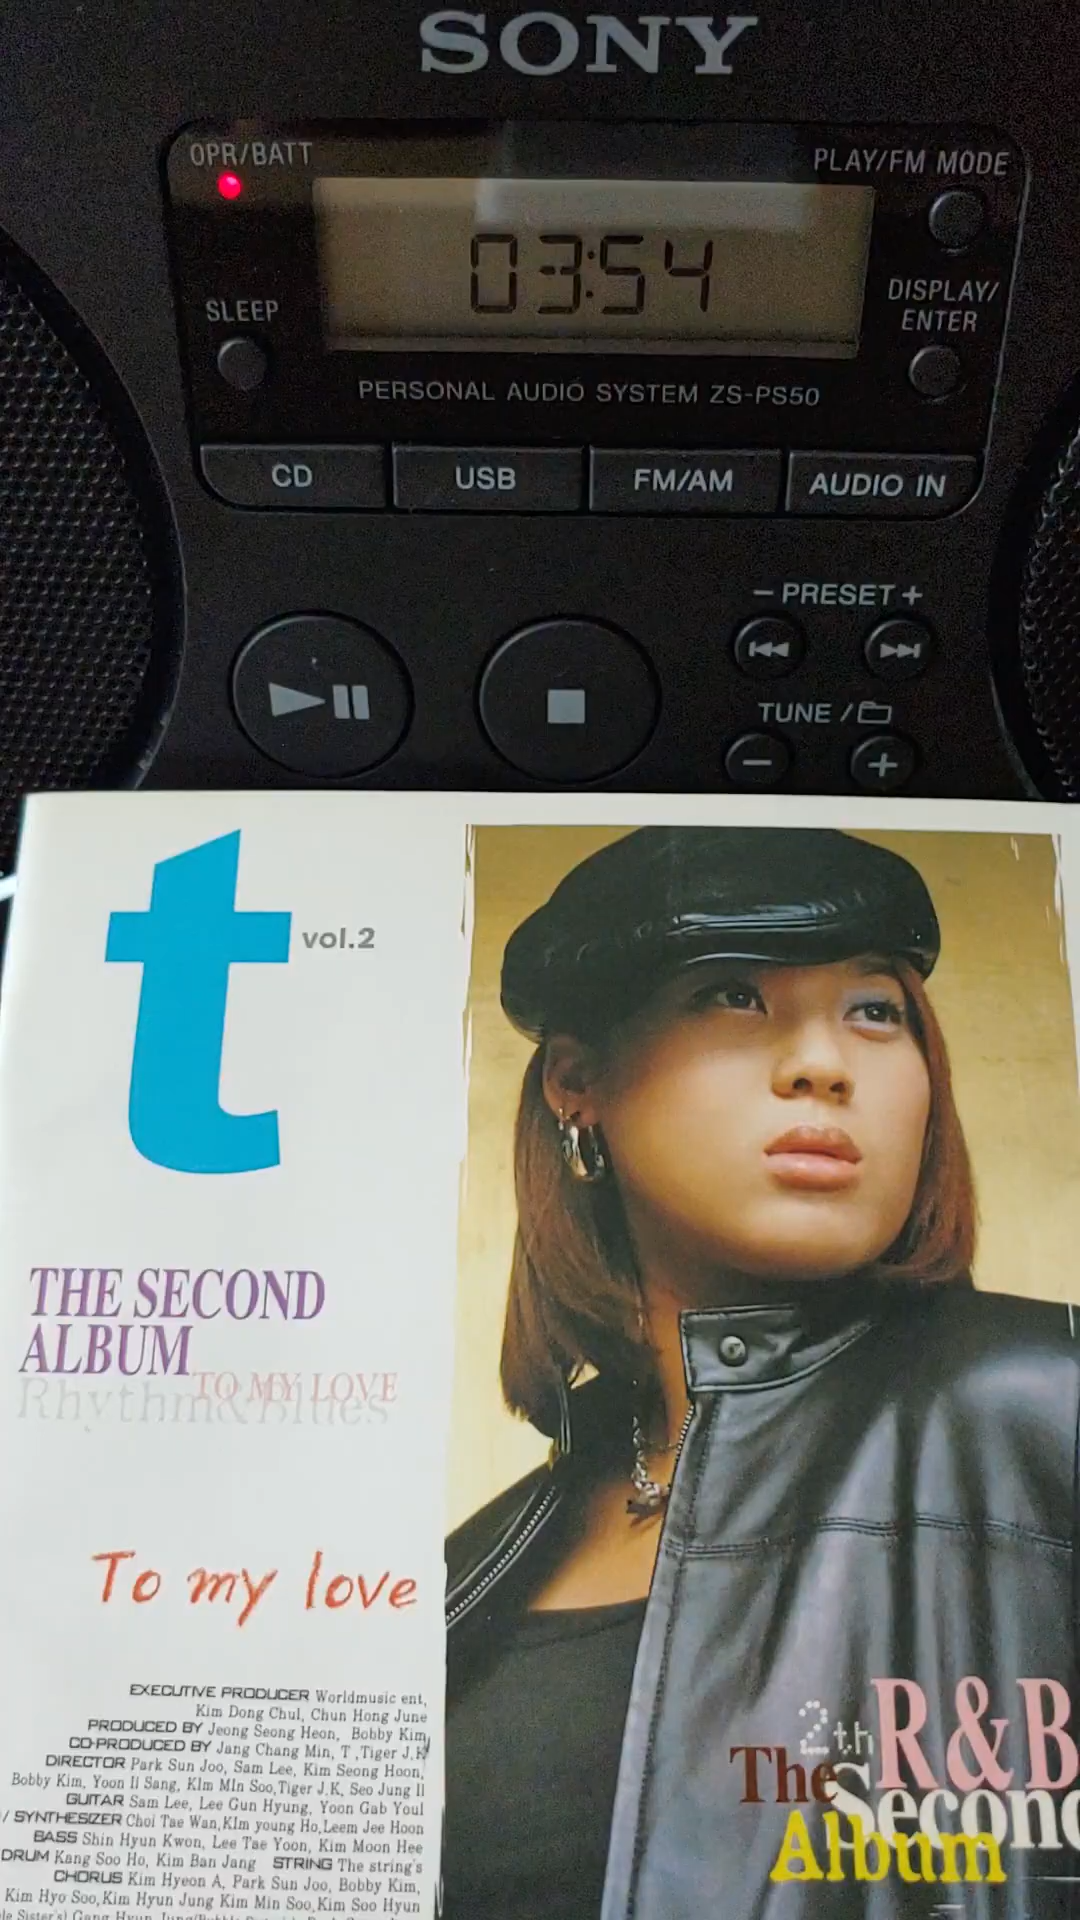 SONY
OPR/BATT
PLAY/FM MODE
03:54
SLEEP
DISPLAY/
ENTER
PERSONAL AUDIO SYSTEM ZS-PS50
CD
USB
FM/AM
AUDIO IN
– PRESET +
TUNE /
–
+
t
vol.2
THE SECOND
ALBUM
TO MY LOVE
Rhythm&Blues
To my love
EXECUTIVE PRODUCER Worldmusic ent,
Kim Dong Chul, Chun Hong June
PRODUCED BY Jeong Seong Heon, Bobby Kim
CO-PRODUCED BY Jang Chang Min, T ,Tiger J.K
DIRECTOR Park Sun Joo, Sam Lee, Kim Seong Hoon,
Bobby Kim, Yoon Il Sang, KIm MIn Soo,Tiger J.K, Seo Jung Il
GUITAR Sam Lee, Lee Gun Hyung, Yoon Gab Youl
/ SYNTHESIZER Choi Tae Wan,KIm young Ho,Leem Jee Hoon
BASS Shin Hyun Kwon, Lee Tae Yoon, Kim Moon Hee
DRUM Kang Soo Ho, Kim Ban Jang STRING The string's
CHORUS Kim Hyeon A, Park Sun Joo, Bobby Kim,
Kim Hyo Soo,Kim Hyun Jung Kim Min Soo,Kim Soo Hyun
2th R&B
The Second
Album